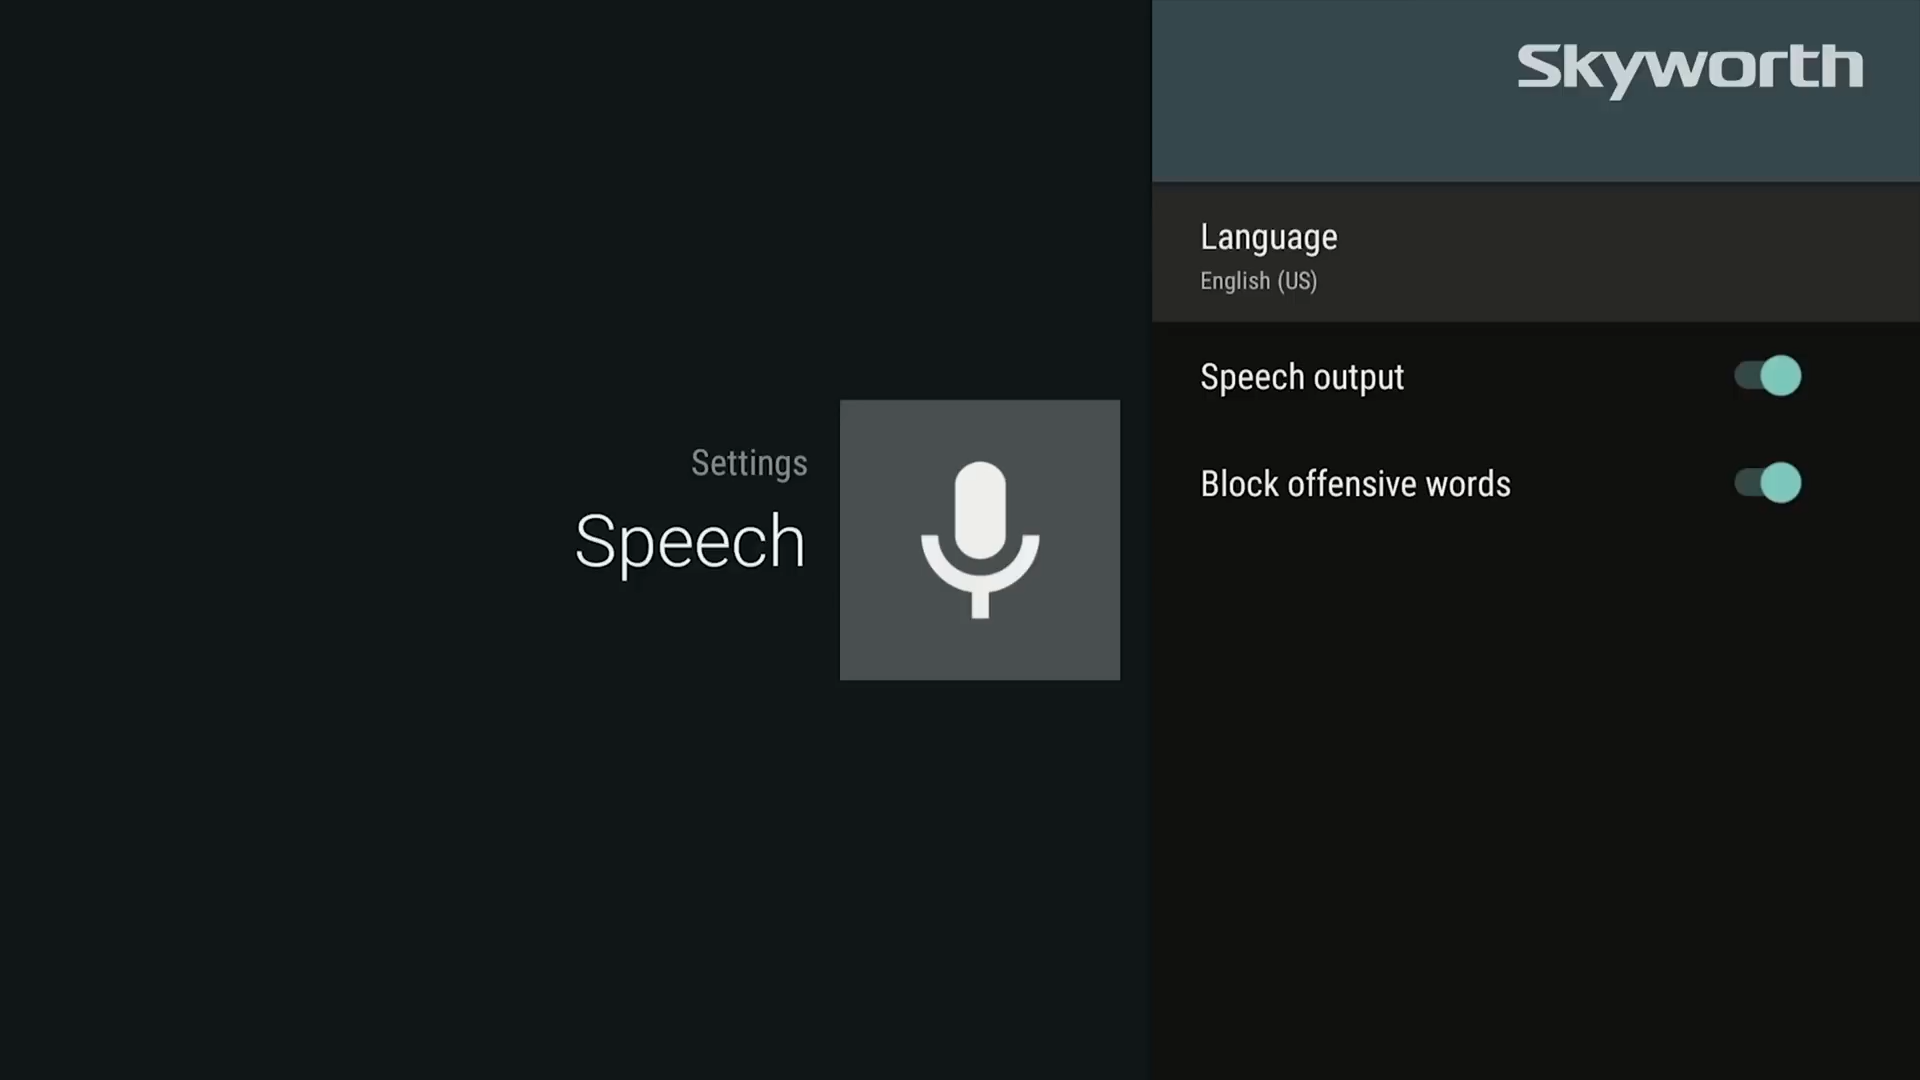 Skyworth
Settings
Speech
Language
English (US)
Speech output
Block offensive words